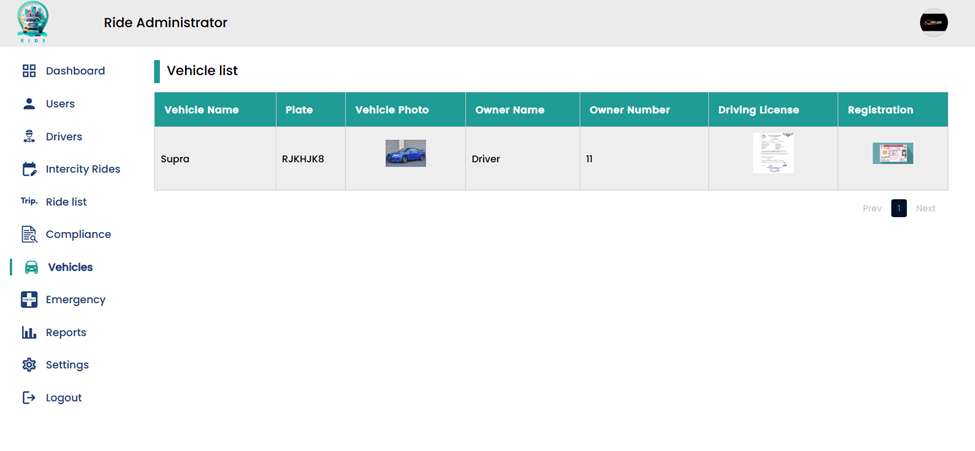 RIDE
Ride Administrator
Dashboard
Users
Drivers
Intercity Rides
Trip. Ride list
Compliance
Vehicles
Emergency
Reports
Settings
Logout
Vehicle list
Vehicle Name Plate Vehicle Photo Owner Name Owner Number Driving License Registration
Supra RJKHJK8 Driver 11
Prev 1 Next